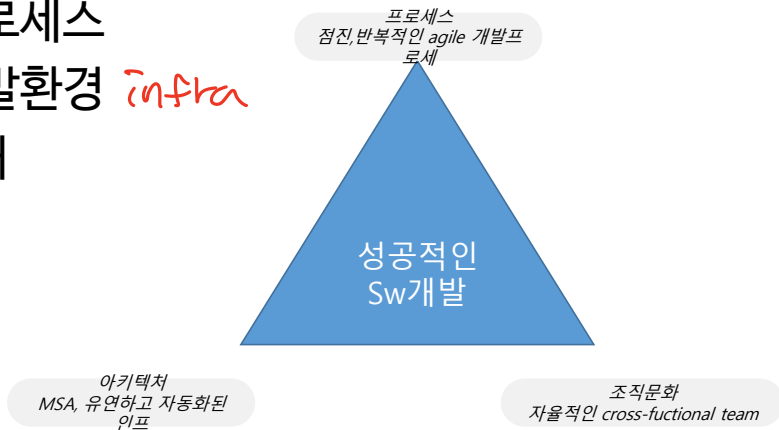 로세스
발환경 infra
프로세스
점진,반복적인 agile 개발프
로세
성공적인
Sw개발
아키텍처
MSA, 유연하고 자동화된
인프
조직문화
자율적인 cross-fuctional team